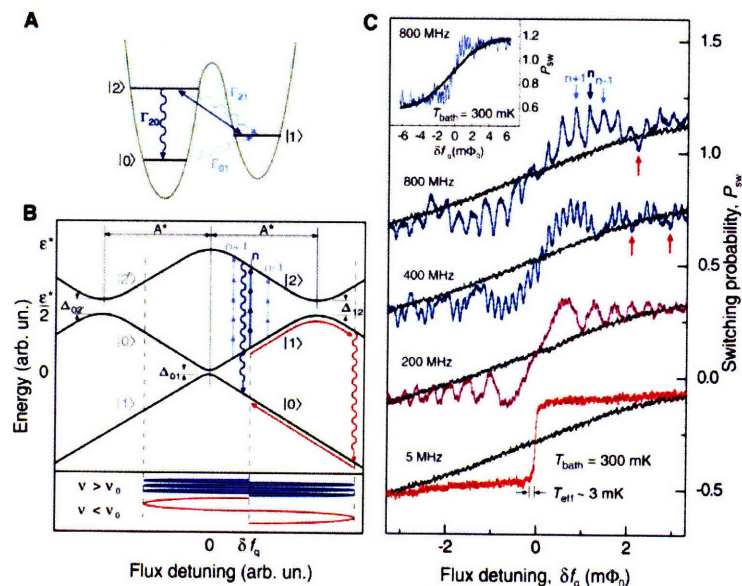 A
|2⟩
Γ21
Γ20
|1⟩
|0⟩
Γ01
B
A* A*
ε*
n+1 n n-1
|2⟩ |2⟩
ε*
2
Δ02 Δ12
|0⟩ |1⟩
0
Δ01
|1⟩ |0⟩
Energy (arb. un.)
ν > ν0
ν < ν0
0 δfq
Flux detuning (arb. un.)
C
800 MHz
1.2
1.0
0.8
0.6
Psw
Tbath = 300 mK
-6 -4 -2 0 2 4 6
δfq (mΦ0)
n+1 n n-1
1.5
1.0
0.5
0.0
-0.5
Switching probability, Psw
800 MHz
400 MHz
200 MHz
5 MHz
Tbath = 300 mK
Teff ~ 3 mK
-2 0 2
Flux detuning, δfq (mΦ0)